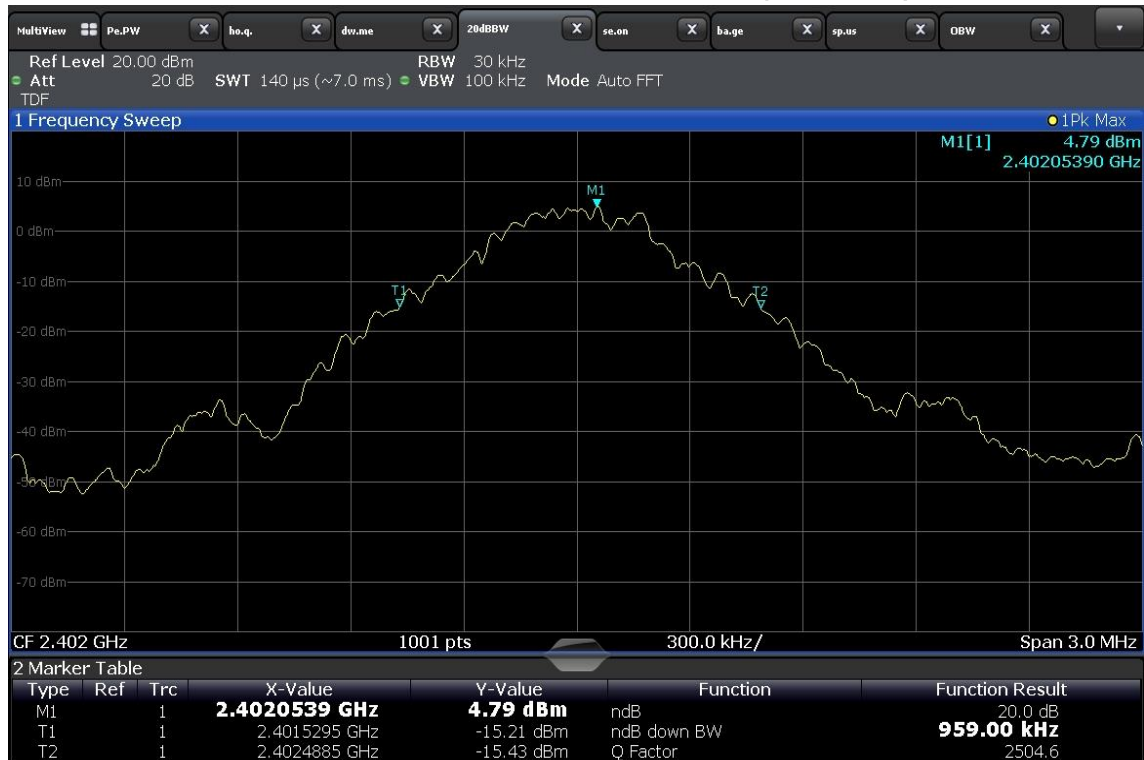 MultiView Pe.PW X ho.q. X dw.me X 20dBBW X se.on X ba.ge X sp.us X OBW X
Ref Level 20.00 dBm RBW 30 kHz
Att 20 dB SWT 140 µs (~7.0 ms) VBW 100 kHz Mode Auto FFT
TDF
1 Frequency Sweep 1Pk Max
M1[1] 4.79 dBm
2.40205390 GHz
10 dBm
M1
0 dBm
-10 dBm
T1 T2
-20 dBm
-30 dBm
-40 dBm
-50 dBm
-60 dBm
-70 dBm
CF 2.402 GHz 1001 pts 300.0 kHz/ Span 3.0 MHz
2 Marker Table
Type Ref Trc X-Value Y-Value Function Function Result
M1 1 2.4020539 GHz 4.79 dBm ndB 20.0 dB
T1 1 2.4015295 GHz -15.21 dBm ndB down BW 959.00 kHz
T2 1 2.4024885 GHz -15.43 dBm Q Factor 2504.6